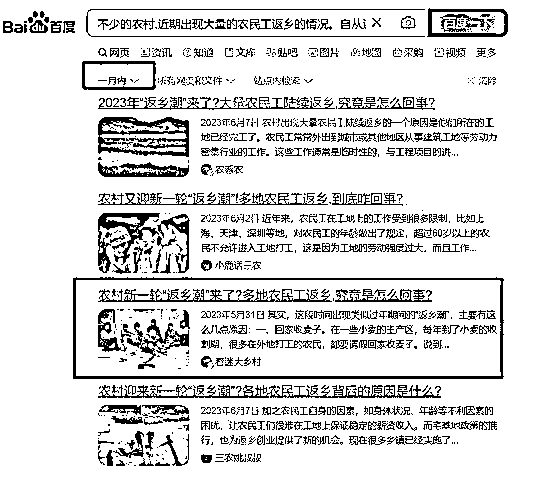 Bai百度
不少的农村,近期出现大量的农民工返乡的情况。自从i
百度一下
网页 资讯 知道 文库 贴吧 图片 地图 采购 视频 更多
一月内 所有网页和文件 站点内检索 清除
2023年“返乡潮”来了?大量农民工陆续返乡,究竟是怎么回事?
2023年6月7日 农村出现大量农民工陆续返乡的一个原因是他们所在的工
地已经完工了。农民工常常外出到城市或其他地区从事建筑工地等劳动力
密集行业的工作。这些工作通常是临时性的，与工程项目的进...
农村又迎新一轮“返乡潮”!多地农民工返乡,到底咋回事?
2023年6月2日 近年来，农民工在工地上的工作受到很多限制，比如上
海、天津、深圳等地，对农民工的年龄做出了规定，超过60岁以上的农
民不允许进入工地打工，这是因为工地的劳动强度过大，而且工作...
小鹿话三农
农村新一轮“返乡潮”来了?多地农民工返乡,究竟是怎么回事?
2023年5月31日 其实，这段时间出现类似过年期间的“返乡潮”，主要有这
么几点原因：一、回家收麦子。在一些小麦的主产区，每年到了小麦的收
割期，很多在外地打工的农民，都要请假回家收麦子。说到...
看迷大乡村
农村迎来新一轮“返乡潮”?各地农民工返乡背后的原因是什么?
2023年6月7日 加之农民工自身的因素，如身体状况、年龄等不利因素的
困扰，让农民工们很难在工地上保证稳定的薪资收入。而宅基地政策的推
行，也为返乡创业提供了新的机会。现在很多乡镇已经实施了...